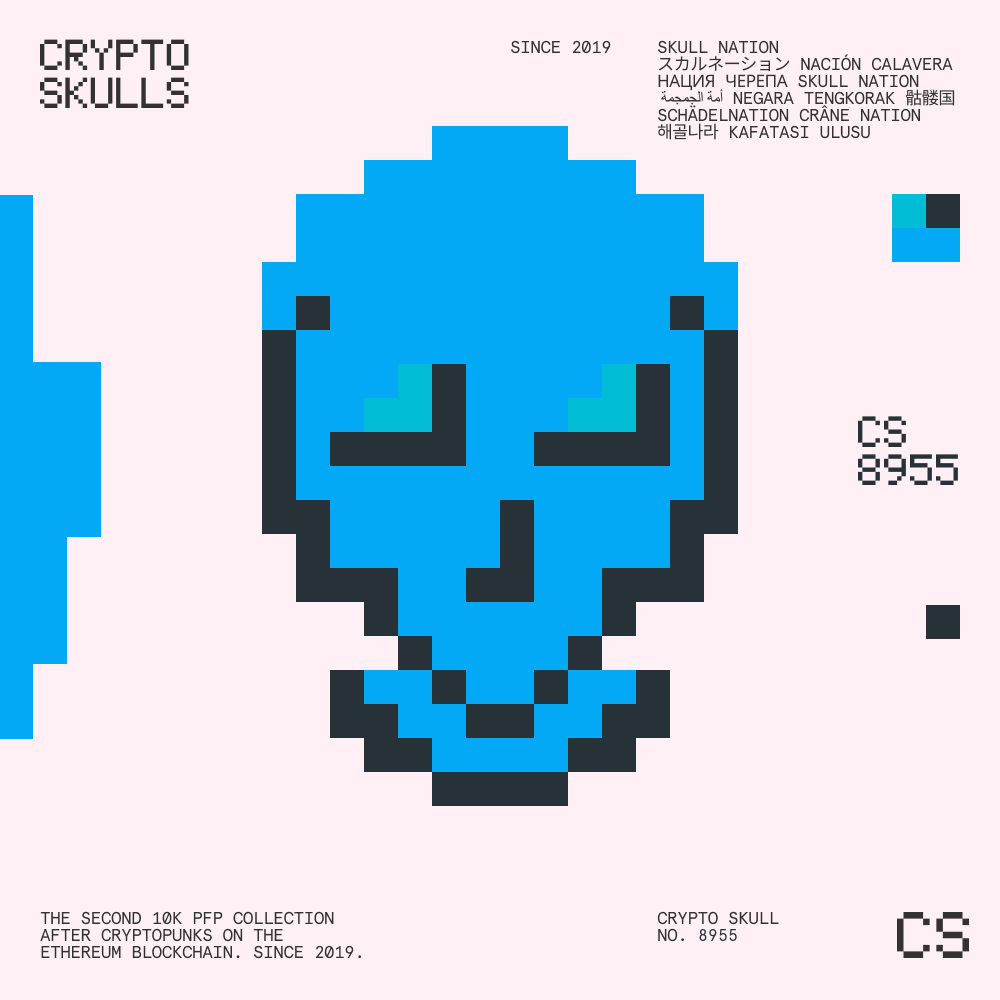 CRYPTO
SKULLS
SINCE 2019
SKULL NATION
スカルネーション NACIÓN CALAVERA
НАЦИЯ ЧЕРЕПА SKULL NATION
أمة الجمجمة NEGARA TENGKORAK 骷髅国
SCHÄDELNATION CRÂNE NATION
해골나라 KAFATASI ULUSU
CS
8955
THE SECOND 10K PFP COLLECTION
AFTER CRYPTOPUNKS ON THE
ETHEREUM BLOCKCHAIN. SINCE 2019.
CRYPTO SKULL
NO. 8955
CS